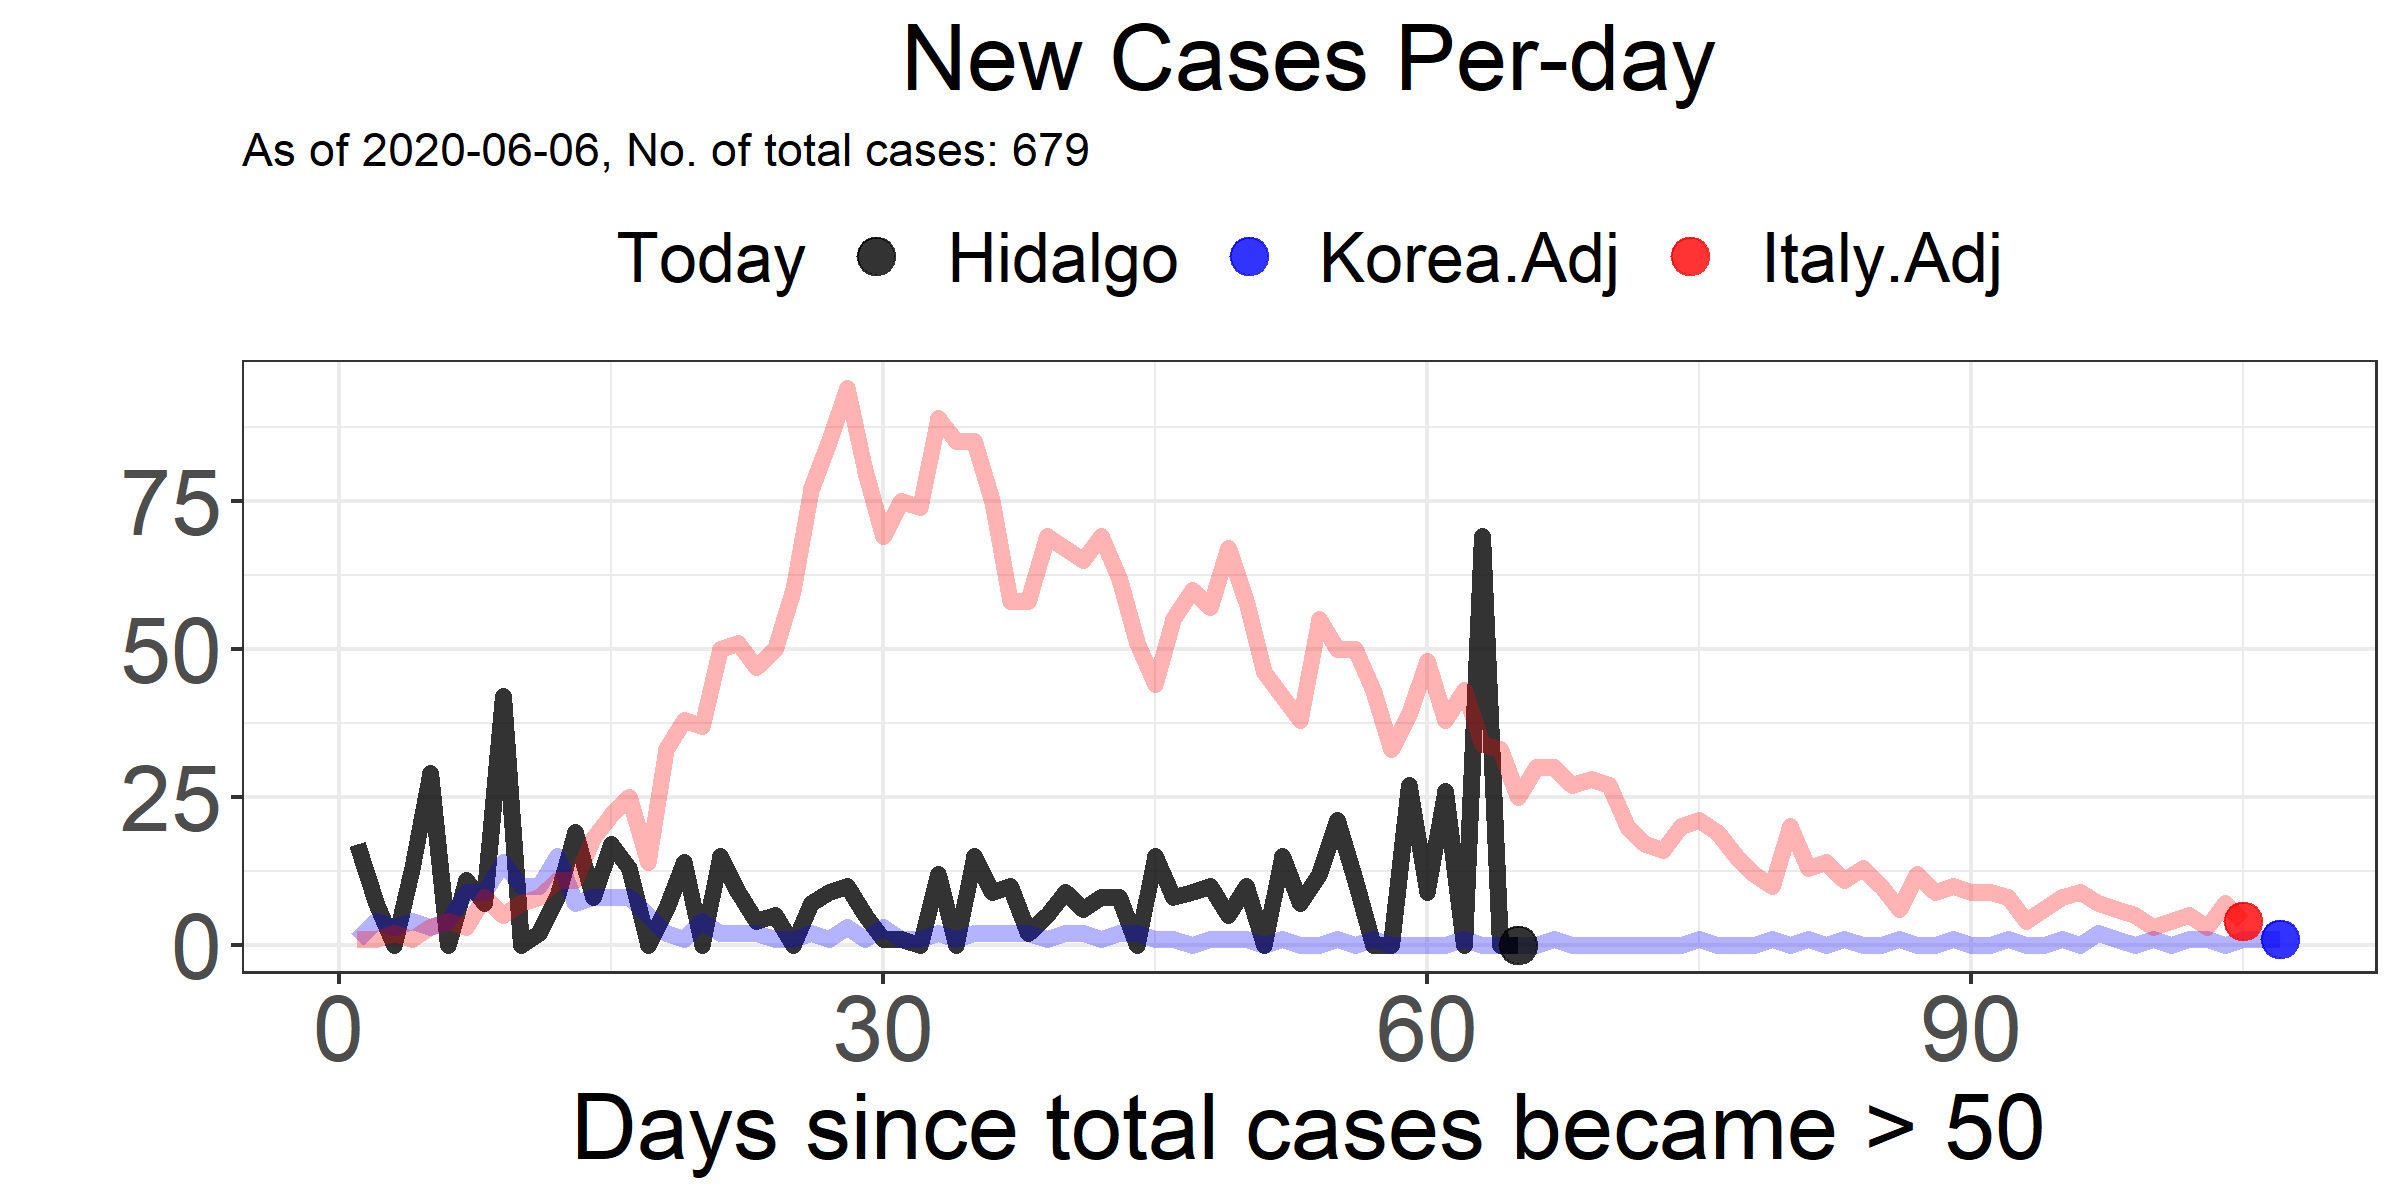 New Cases Per-day
As of 2020-06-06, No. of total cases: 679
Today Hidalgo Korea.Adj Italy.Adj
75
50
25
0
0 30 60 90
Days since total cases became > 50